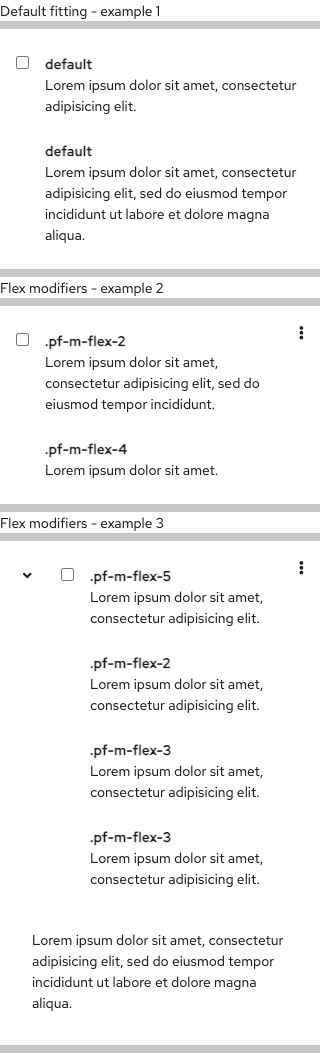 Default fitting - example 1
default
Lorem ipsum dolor sit amet, consectetur
adipisicing elit.
default
Lorem ipsum dolor sit amet, consectetur
adipisicing elit, sed do eiusmod tempor
incididunt ut labore et dolore magna
aliqua.
Flex modifiers - example 2
.pf-m-flex-2
Lorem ipsum dolor sit amet,
consectetur adipisicing elit, sed do
eiusmod tempor incididunt.
.pf-m-flex-4
Lorem ipsum dolor sit amet.
Flex modifiers - example 3
.pf-m-flex-5
Lorem ipsum dolor sit amet,
consectetur adipisicing elit.
.pf-m-flex-2
Lorem ipsum dolor sit amet,
consectetur adipisicing elit.
.pf-m-flex-3
Lorem ipsum dolor sit amet,
consectetur adipisicing elit.
.pf-m-flex-3
Lorem ipsum dolor sit amet,
consectetur adipisicing elit.
Lorem ipsum dolor sit amet, consectetur
adipisicing elit, sed do eiusmod tempor
incididunt ut labore et dolore magna
aliqua.